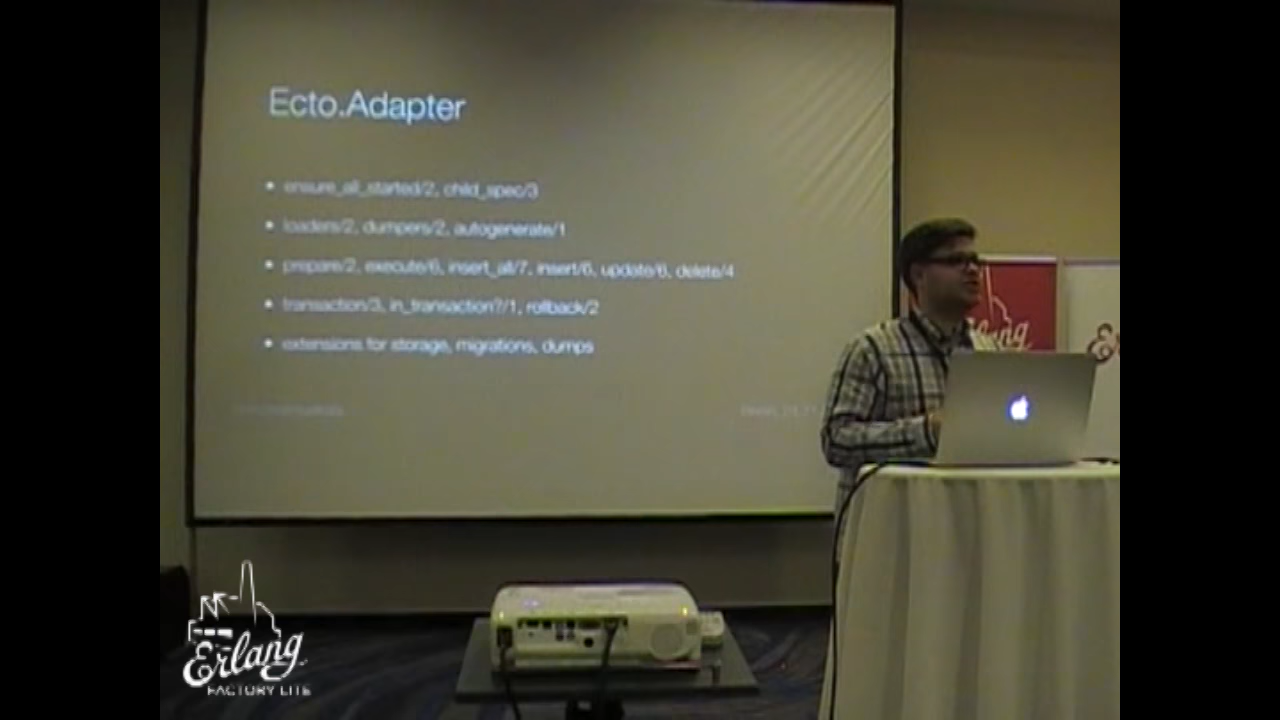 Ecto.Adapter
• ensure_all_started/2, child_spec/3
• loaders/2, dumpers/2, autogenerate/1
• prepare/2, execute/6, insert_all/7, insert/6, update/6, delete/4
• transaction/3, in_transaction?/1, rollback/2
• extensions for storage, migrations, dumps
Erlang
FACTORY LITE